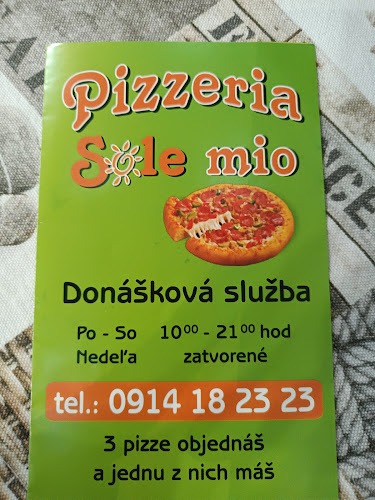 Pizzeria
Sole mio
Donášková služba
Po - So 10⁰⁰ - 21⁰⁰ hod
Nedeľa zatvorené
tel.: 0914 18 23 23
3 pizze objednáš
a jednu z nich máš